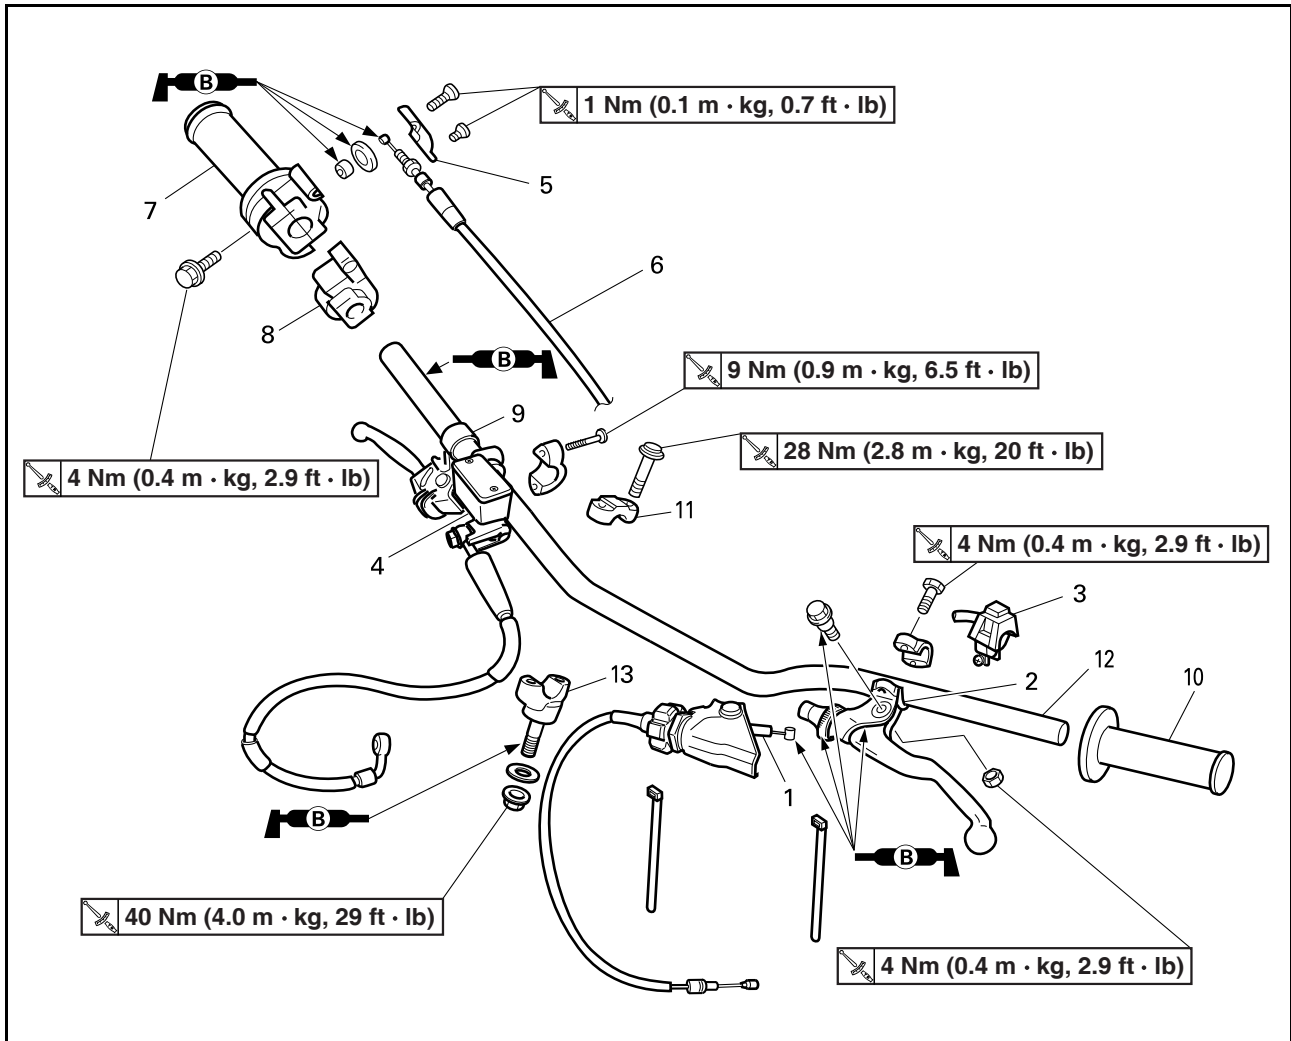 B
1 Nm (0.1 m · kg, 0.7 ft · lb)
5
7
6
8
B
9 Nm (0.9 m · kg, 6.5 ft · lb)
9
28 Nm (2.8 m · kg, 20 ft · lb)
4 Nm (0.4 m · kg, 2.9 ft · lb)
11
4 Nm (0.4 m · kg, 2.9 ft · lb)
4
3
12
10
13
2
1
B
B
40 Nm (4.0 m · kg, 29 ft · lb)
4 Nm (0.4 m · kg, 2.9 ft · lb)